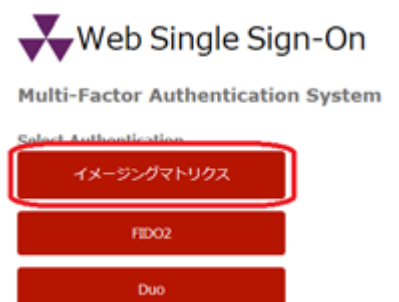 Web Single Sign-On
Multi-Factor Authentication System
Select Authentication
イメージングマトリクス
FIDO2
Duo